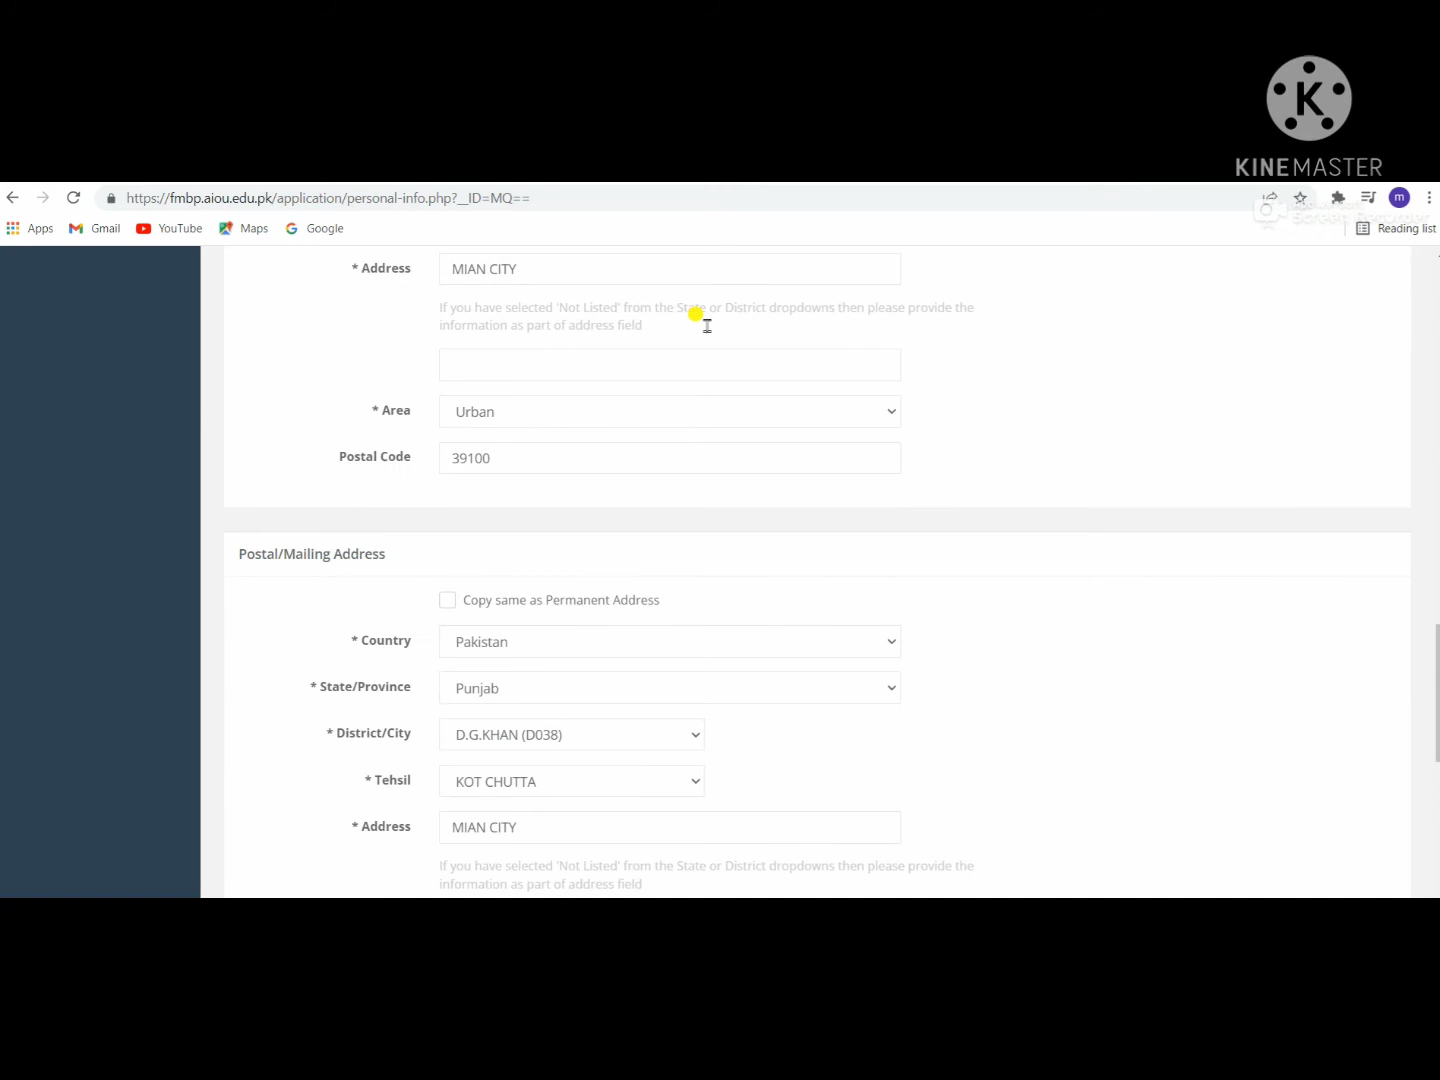 K
KINEMASTER
https://fmbp.aiou.edu.pk/application/personal-info.php?__ID=MQ==
m
Apps
Gmail
YouTube
Maps
Google
Screen Recorder
Reading list
* Address
MIAN CITY
If you have selected 'Not Listed' from the State or District dropdowns then please provide the
information as part of address field
* Area
Urban
Postal Code
39100
Postal/Mailing Address
Copy same as Permanent Address
* Country
Pakistan
* State/Province
Punjab
* District/City
D.G.KHAN (D038)
* Tehsil
KOT CHUTTA
* Address
MIAN CITY
If you have selected 'Not Listed' from the State or District dropdowns then please provide the
information as part of address field